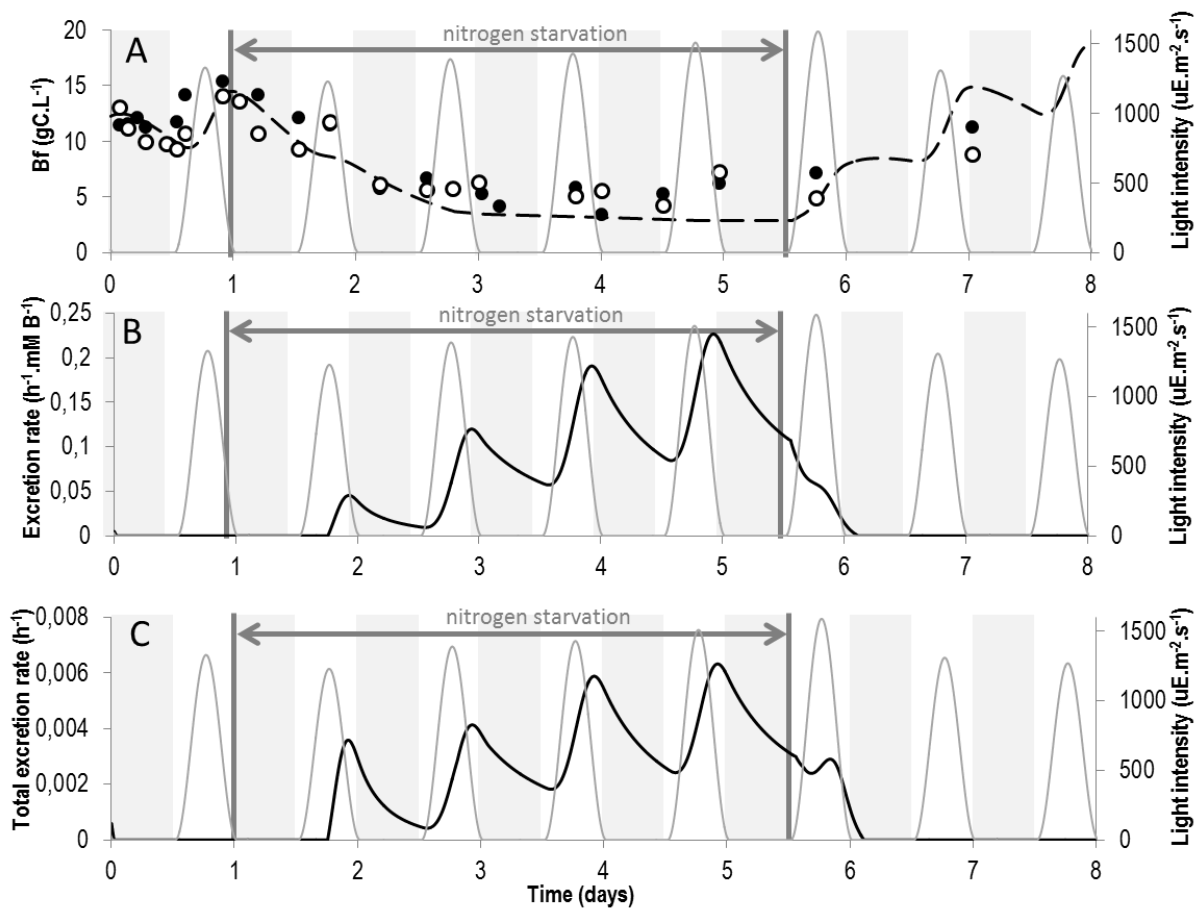 A
nitrogen starvation
Bf (gC.L-1)
20
15
10
5
0
Light intensity (uE.m-2.s-1)
1500
1000
500
0
0 1 2 3 4 5 6 7 8
B
nitrogen starvation
Excretion rate (h-1.mM B-1)
0,25
0,2
0,15
0,1
0,05
0
Light intensity (uE.m-2.s-1)
1500
1000
500
0
0 1 2 3 4 5 6 7 8
C
nitrogen starvation
Total excretion rate (h-1)
0,008
0,006
0,004
0,002
0
Light intensity (uE.m-2.s-1)
1500
1000
500
0
0 1 2 3 4 5 6 7 8
Time (days)